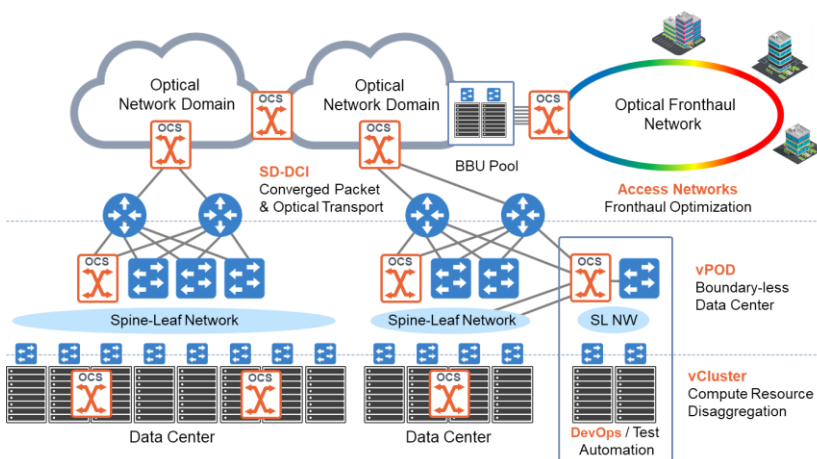 Optical
Network Domain
OCS
Optical
Network Domain
OCS
Optical Fronthaul
Network
OCS
OCS
BBU Pool
SD-DCI
Converged Packet
& Optical Transport
Access Networks
Fronthaul Optimization
OCS
OCS
OCS
vPOD
Boundary-less
Data Center
Spine-Leaf Network
Spine-Leaf Network
SL NW
OCS
OCS
OCS
vCluster
Compute Resource
Disaggregation
Data Center
Data Center
DevOps / Test
Automation